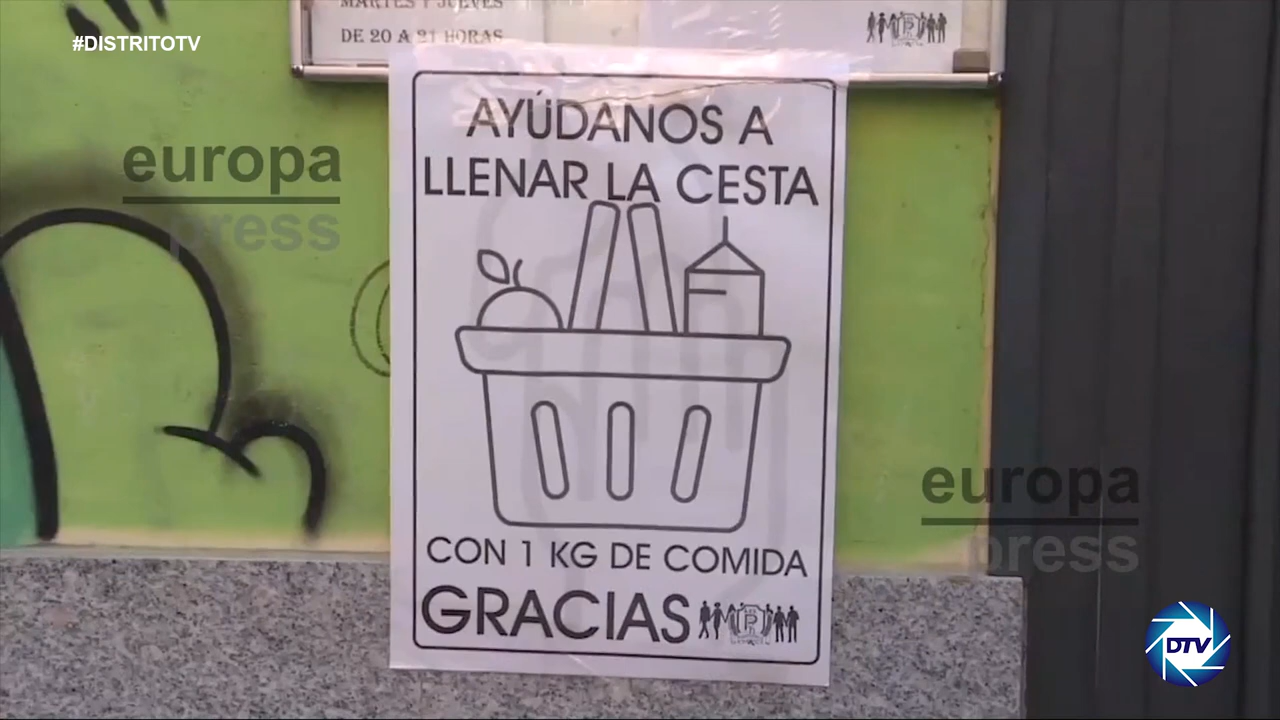 MARTES Y JUEVES
DE 20 A 21 HORAS
#DISTRITOTV
AYÚDANOS A
LLENAR LA CESTA
CON 1 KG DE COMIDA
GRACIAS
europa
press
europa
press
DTV